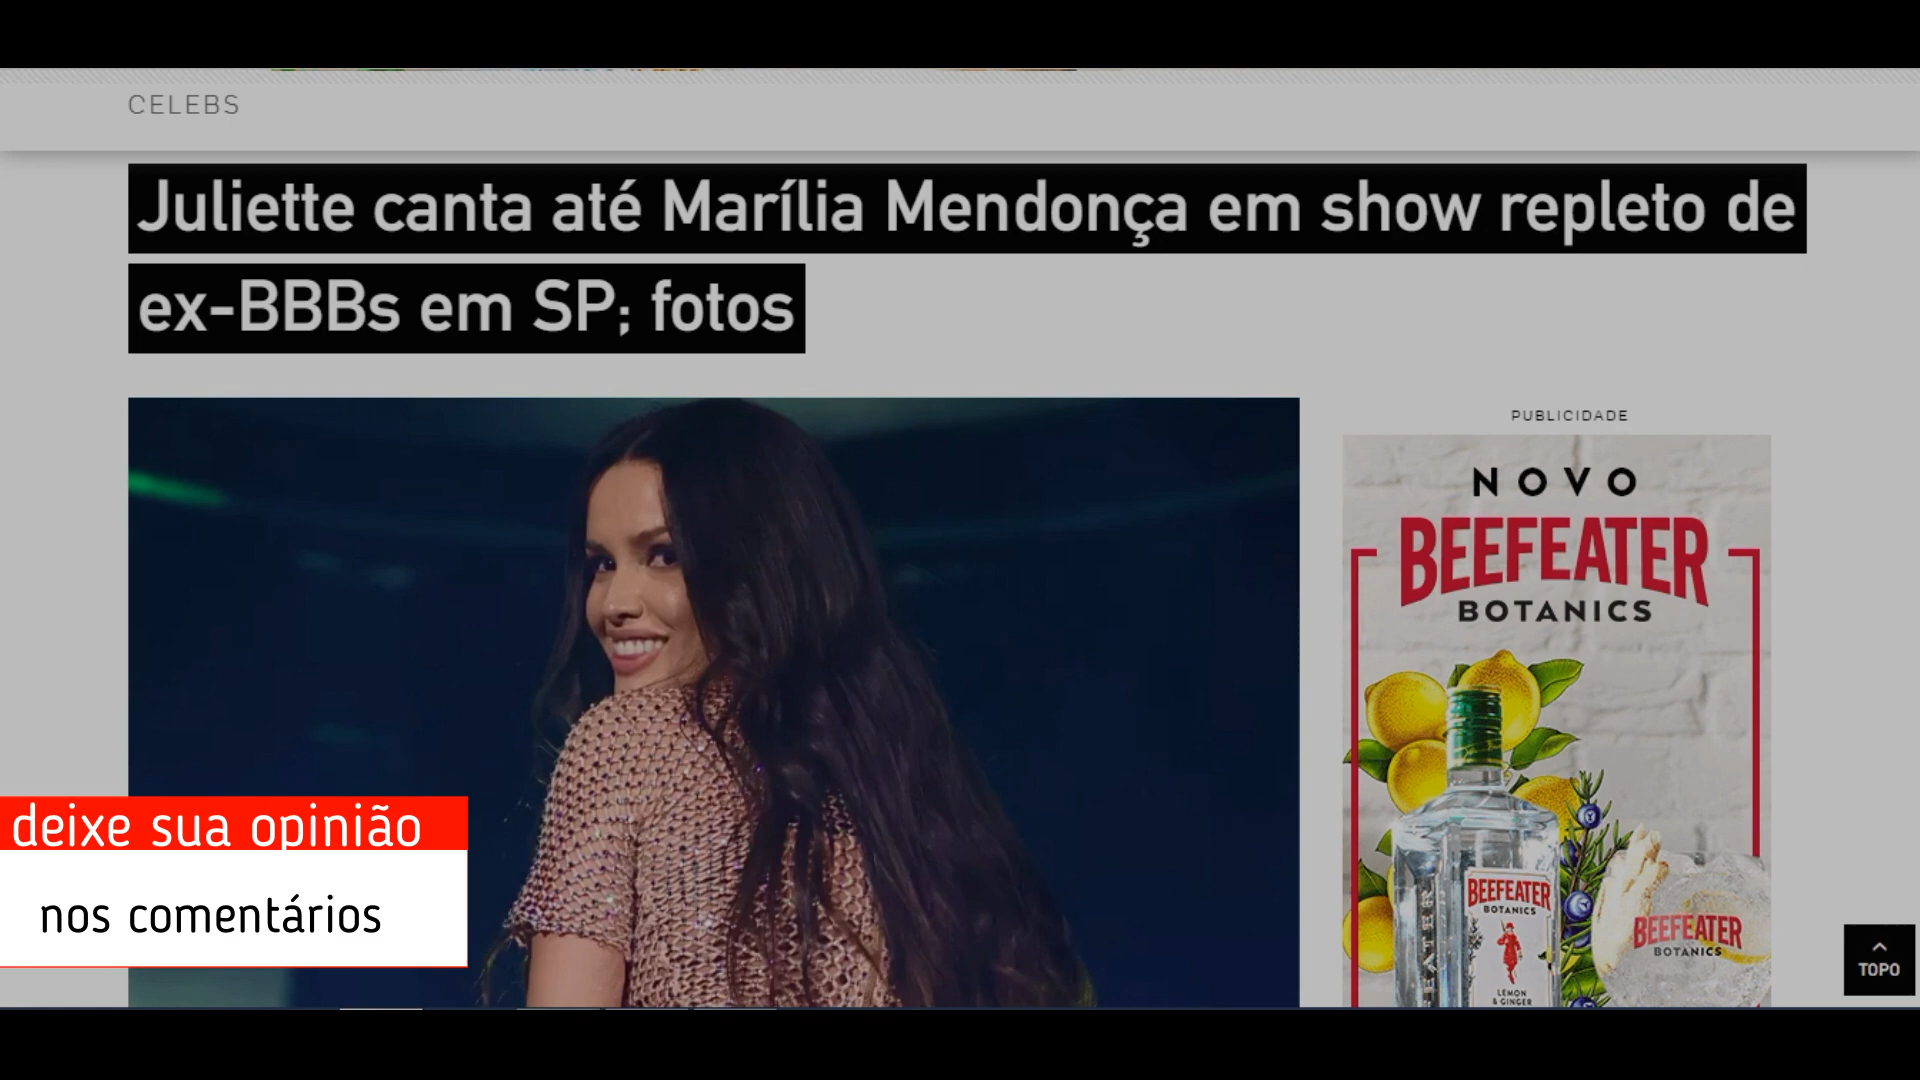 CELEBS
Juliette canta até Marília Mendonça em show repleto de
ex-BBBs em SP; fotos
PUBLICIDADE
NOVO
BEEFEATER
BOTANICS
deixe sua opinião
nos comentários
BEEFEATER
BOTANICS
LEMON
& GINGER
BEEFEATER
BEEFEATER
BOTANICS
TOPO